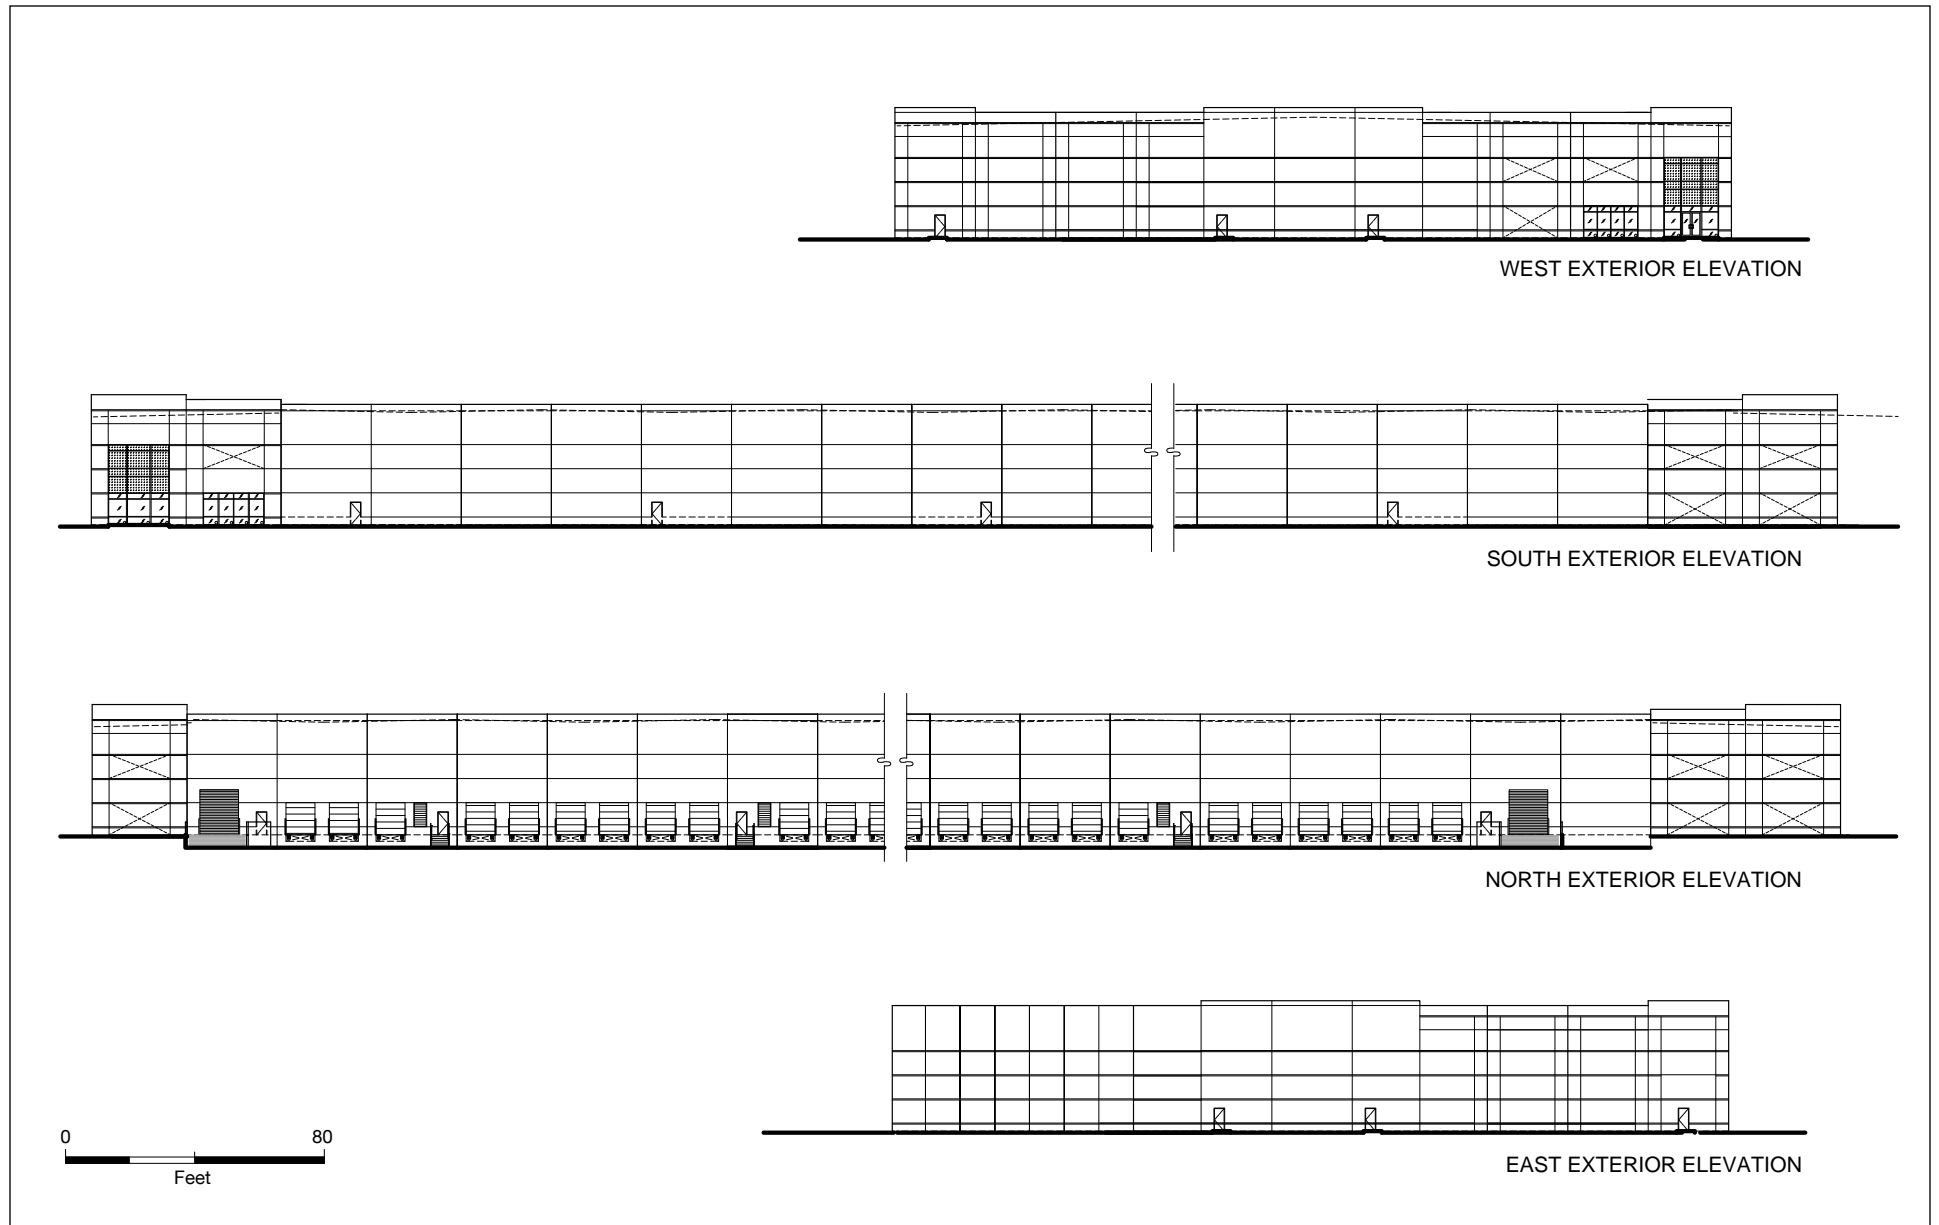 WEST EXTERIOR ELEVATION
SOUTH EXTERIOR ELEVATION
NORTH EXTERIOR ELEVATION
0 80
Feet
EAST EXTERIOR ELEVATION